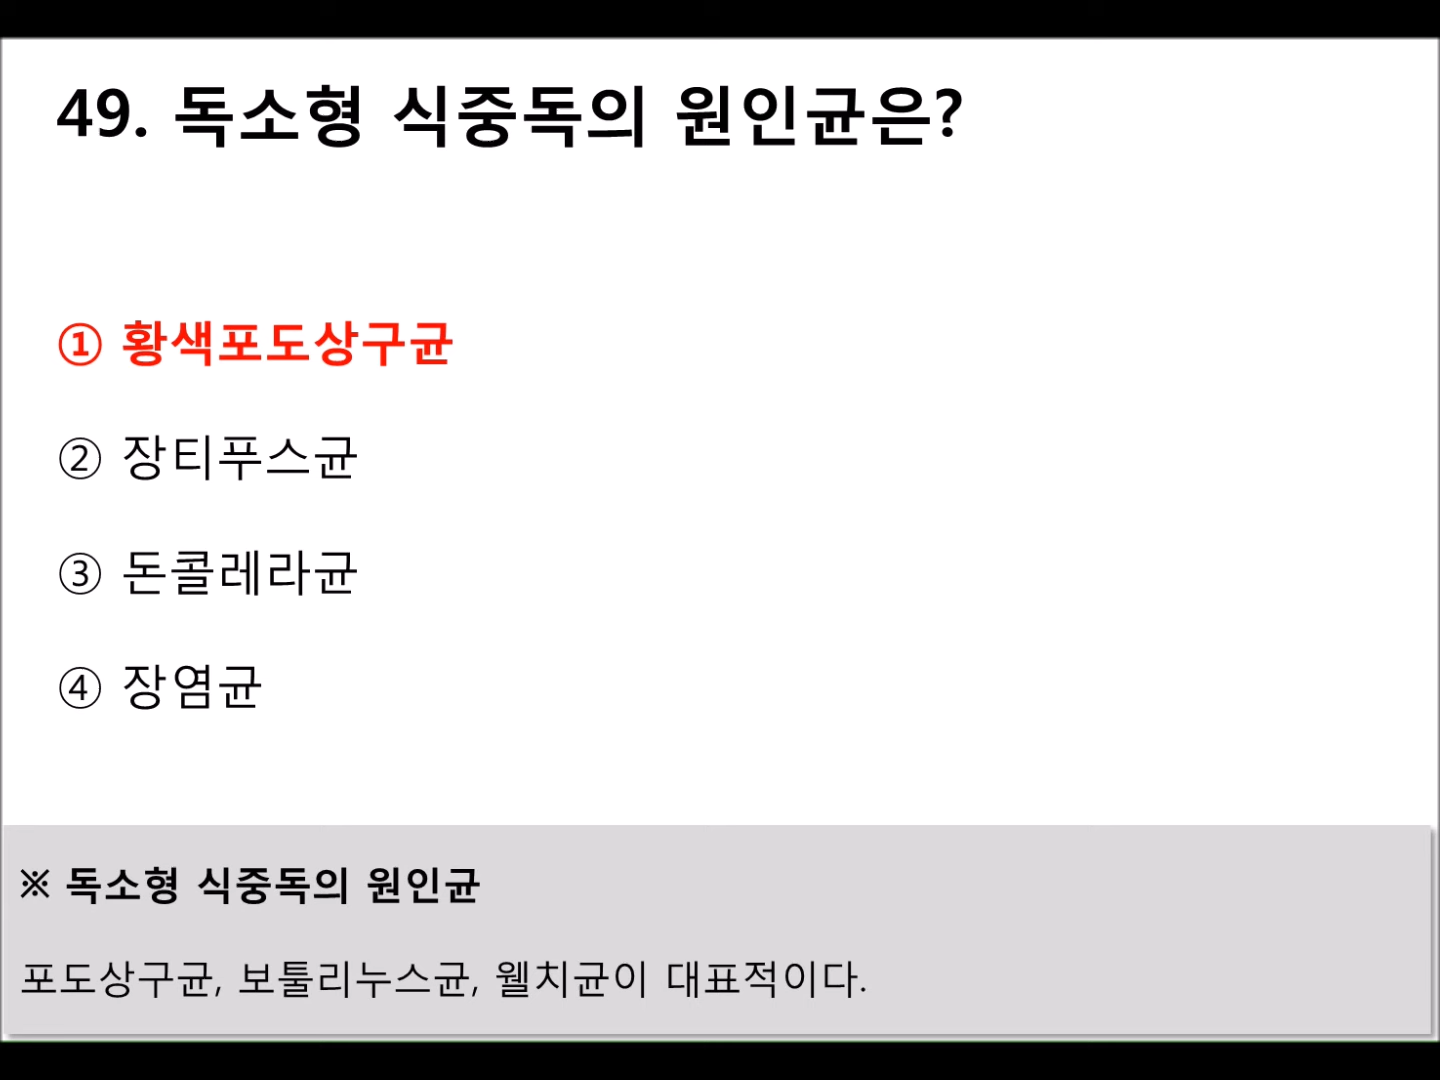 49. 독소형 식중독의 원인균은?
① 황색포도상구균
② 장티푸스균
③ 돈콜레라균
④ 장염균
※ 독소형 식중독의 원인균
포도상구균, 보툴리누스균, 웰치균이 대표적이다.